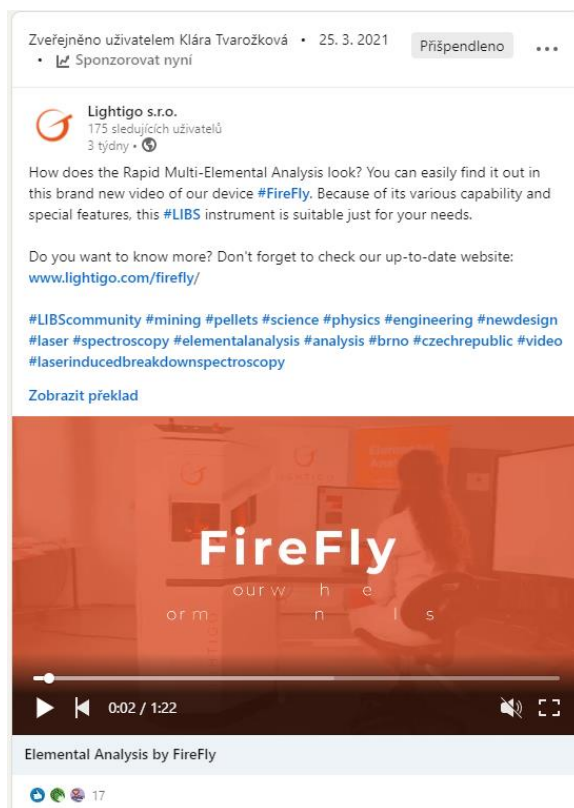 Zveřejněno uživatelem Klára Tvarožková • 25. 3. 2021
Přišpendleno
• Sponzorovat nyní
Lightigo s.r.o.
175 sledujících uživatelů
3 týdny •
How does the Rapid Multi-Elemental Analysis look? You can easily find it out in
this brand new video of our device #FireFly. Because of its various capability and
special features, this #LIBS instrument is suitable just for your needs.
Do you want to know more? Don't forget to check our up-to-date website:
www.lightigo.com/firefly/
#LIBScommunity #mining #pellets #science #physics #engineering #newdesign
#laser #spectroscopy #elementalanalysis #analysis #brno #czechrepublic #video
#laserinducedbreakdownspectroscopy
Zobrazit překlad
FireFly
our w h e
or m n l s
0:02 / 1:22
Elemental Analysis by FireFly
17